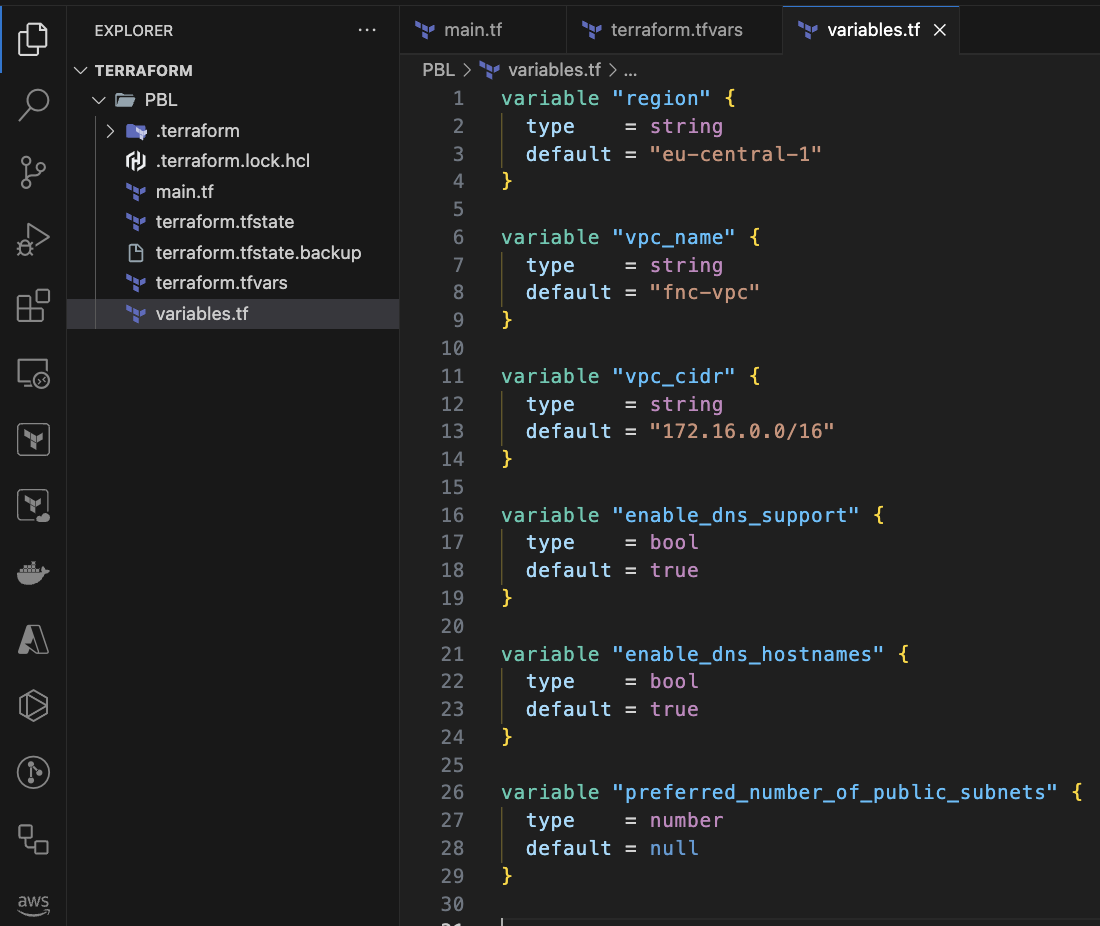 EXPLORER
TERRAFORM
PBL
.terraform
.terraform.lock.hcl
main.tf
terraform.tfstate
terraform.tfstate.backup
terraform.tfvars
variables.tf
aws
main.tf terraform.tfvars variables.tf
PBL > variables.tf > ...
1 variable "region" {
2   type    = string
3   default = "eu-central-1"
4 }
5
6 variable "vpc_name" {
7   type    = string
8   default = "fnc-vpc"
9 }
10
11 variable "vpc_cidr" {
12   type    = string
13   default = "172.16.0.0/16"
14 }
15
16 variable "enable_dns_support" {
17   type    = bool
18   default = true
19 }
20
21 variable "enable_dns_hostnames" {
22   type    = bool
23   default = true
24 }
25
26 variable "preferred_number_of_public_subnets" {
27   type    = number
28   default = null
29 }
30